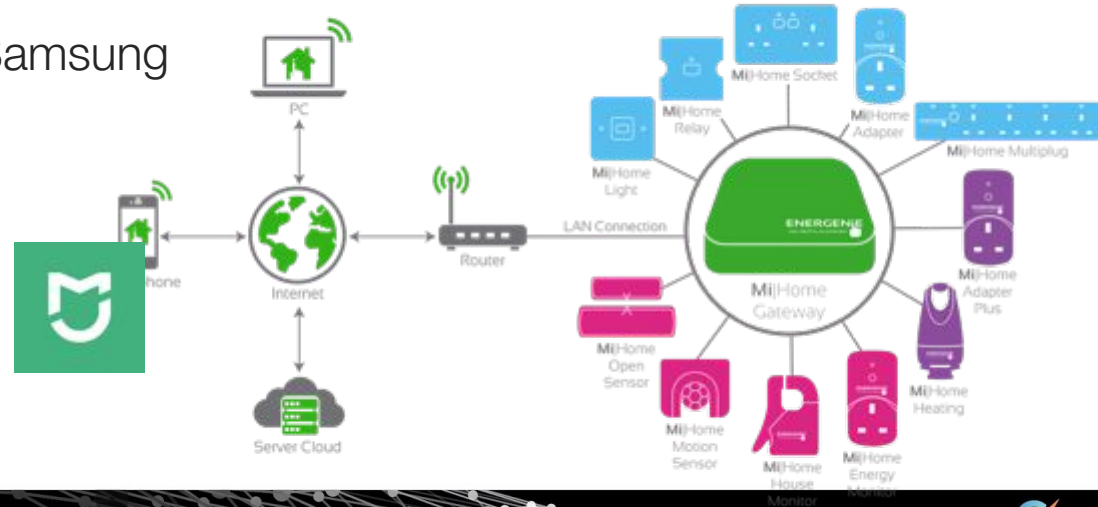 Samsung
PC
hone
Internet
Server Cloud
Router
LAN Connection
Mi|Home
Light
Mi|Home
Relay
Mi|Home Socket
Mi|Home
Adapter
Mi|Home Multiplug
Mi|Home
Adapter
Plus
Mi|Home
Heating
Mi|Home
Energy
Monitor
Mi|Home
House
Monitor
Mi|Home
Motion
Sensor
Mi|Home
Open
Sensor
ENERGENIE
Mi|Home
Gateway